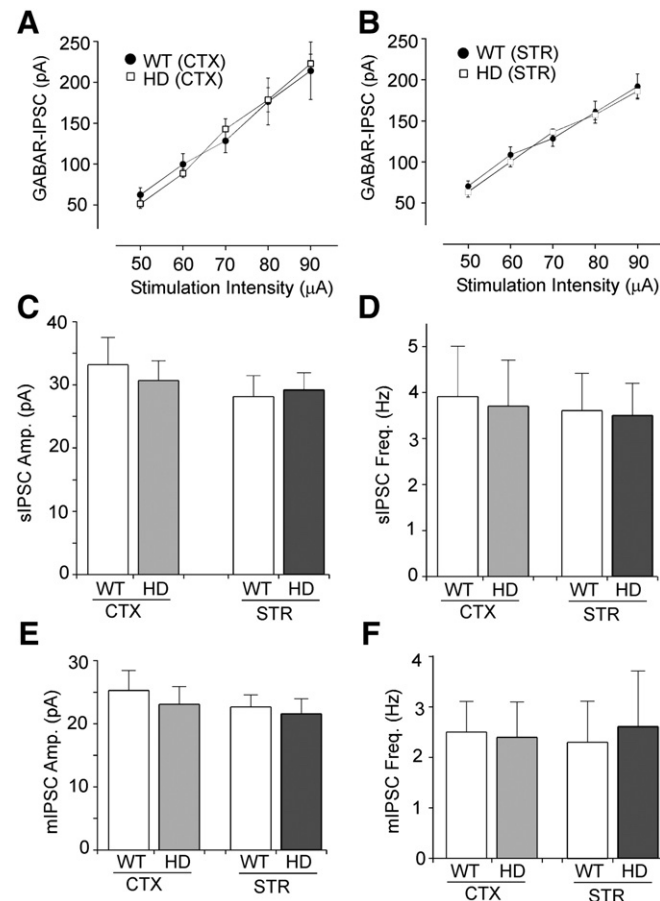 A
GABAR-IPSC (pA)
250
200
150
100
50
WT (CTX)
HD (CTX)
50 60 70 80 90
Stimulation Intensity (μA)
B
GABAR-IPSC (pA)
250
200
150
100
50
WT (STR)
HD (STR)
50 60 70 80 90
Stimulation Intensity (μA)
C
sIPSC Amp. (pA)
40
30
20
10
0
WT HD WT HD
CTX STR
D
sIPSC Freq. (Hz)
5
4
3
2
1
0
WT HD WT HD
CTX STR
E
mIPSC Amp. (pA)
30
20
10
0
WT HD WT HD
CTX STR
F
mIPSC Freq. (Hz)
4
3
2
1
0
WT HD WT HD
CTX STR